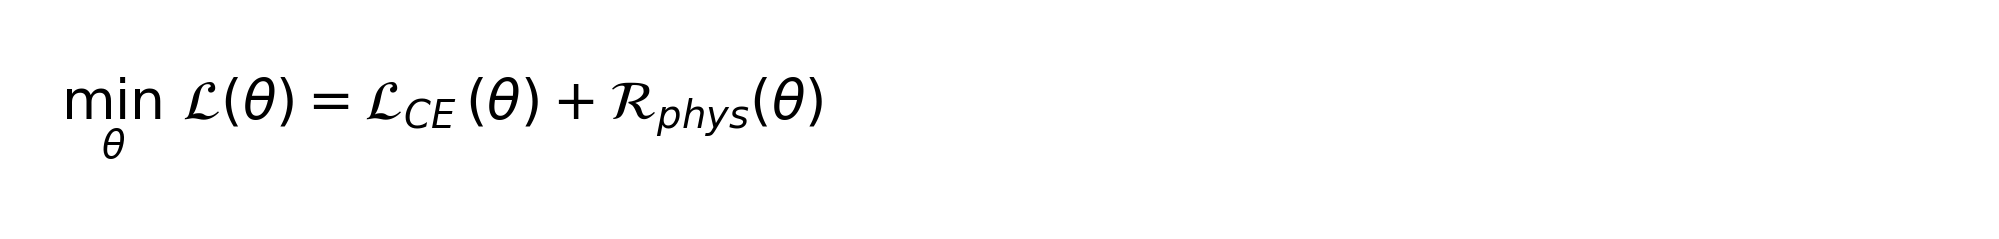 min_θ ℒ(θ) = ℒ_CE (θ) + ℛ_phys(θ)